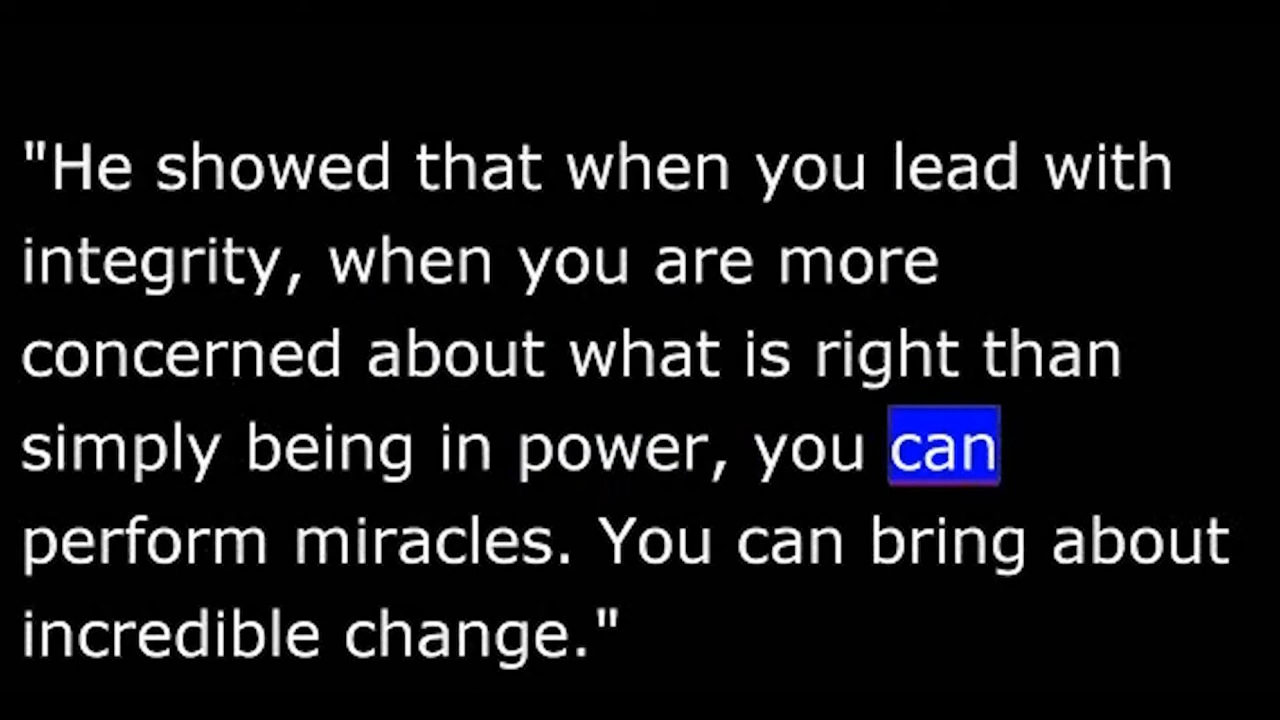 "He showed that when you lead with
integrity, when you are more
concerned about what is right than
simply being in power, you can
perform miracles. You can bring about
incredible change."